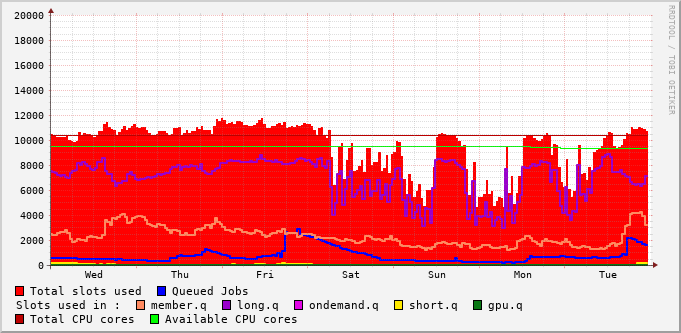 20000
18000
16000
14000
12000
10000
8000
6000
4000
2000
0
Wed Thu Fri Sat Sun Mon Tue
RRDTOOL / TOBI OETIKER
Total slots used Queued Jobs
Slots used in : member.q long.q ondemand.q short.q gpu.q
Total CPU cores Available CPU cores